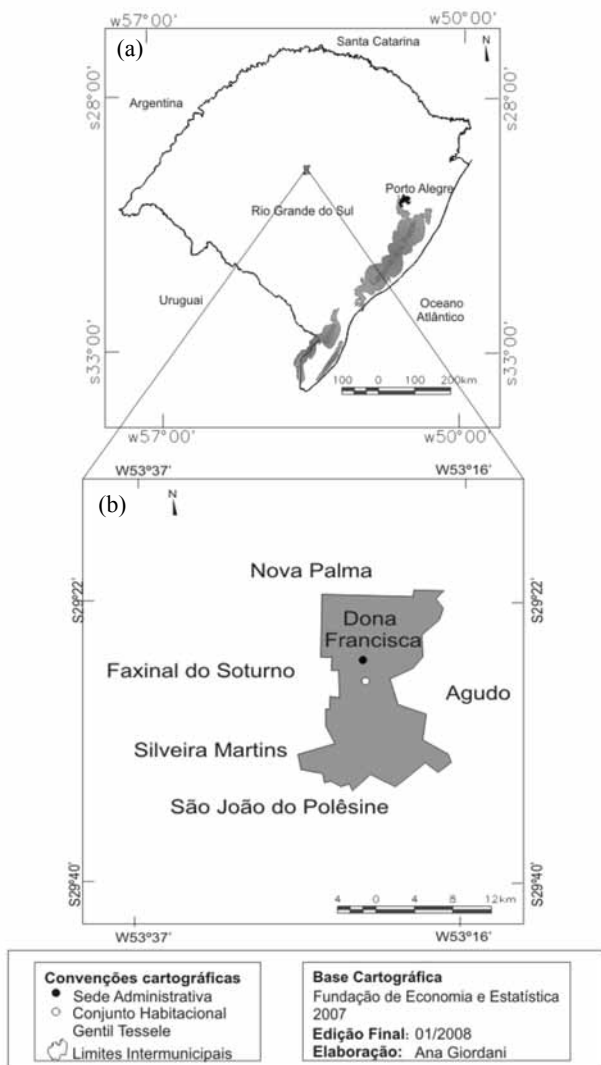 W57°00' W50°00'
(a)
Santa Catarina
N
S28°00' S28°00'
Argentina
Porto Alegre
Rio Grande do Sul
Uruguai
Oceano
Atlântico
S33°00' S33°00'
100 0 100 200km
W57°00' W50°00'
W53°37' W53°16'
(b)
N
Nova Palma
S29°22' S29°22'
Dona
Francisca
Faxinal do Soturno
Agudo
Silveira Martins
São João do Polêsine
S29°40' S29°40'
4 0 4 8 12km
W53°37' W53°16'
Convenções cartográficas
Sede Administrativa
Conjunto Habitacional
Gentil Tessele
Limites Intermunicipais
Base Cartográfica
Fundação de Economia e Estatística
2007
Edição Final: 01/2008
Elaboração: Ana Giordani